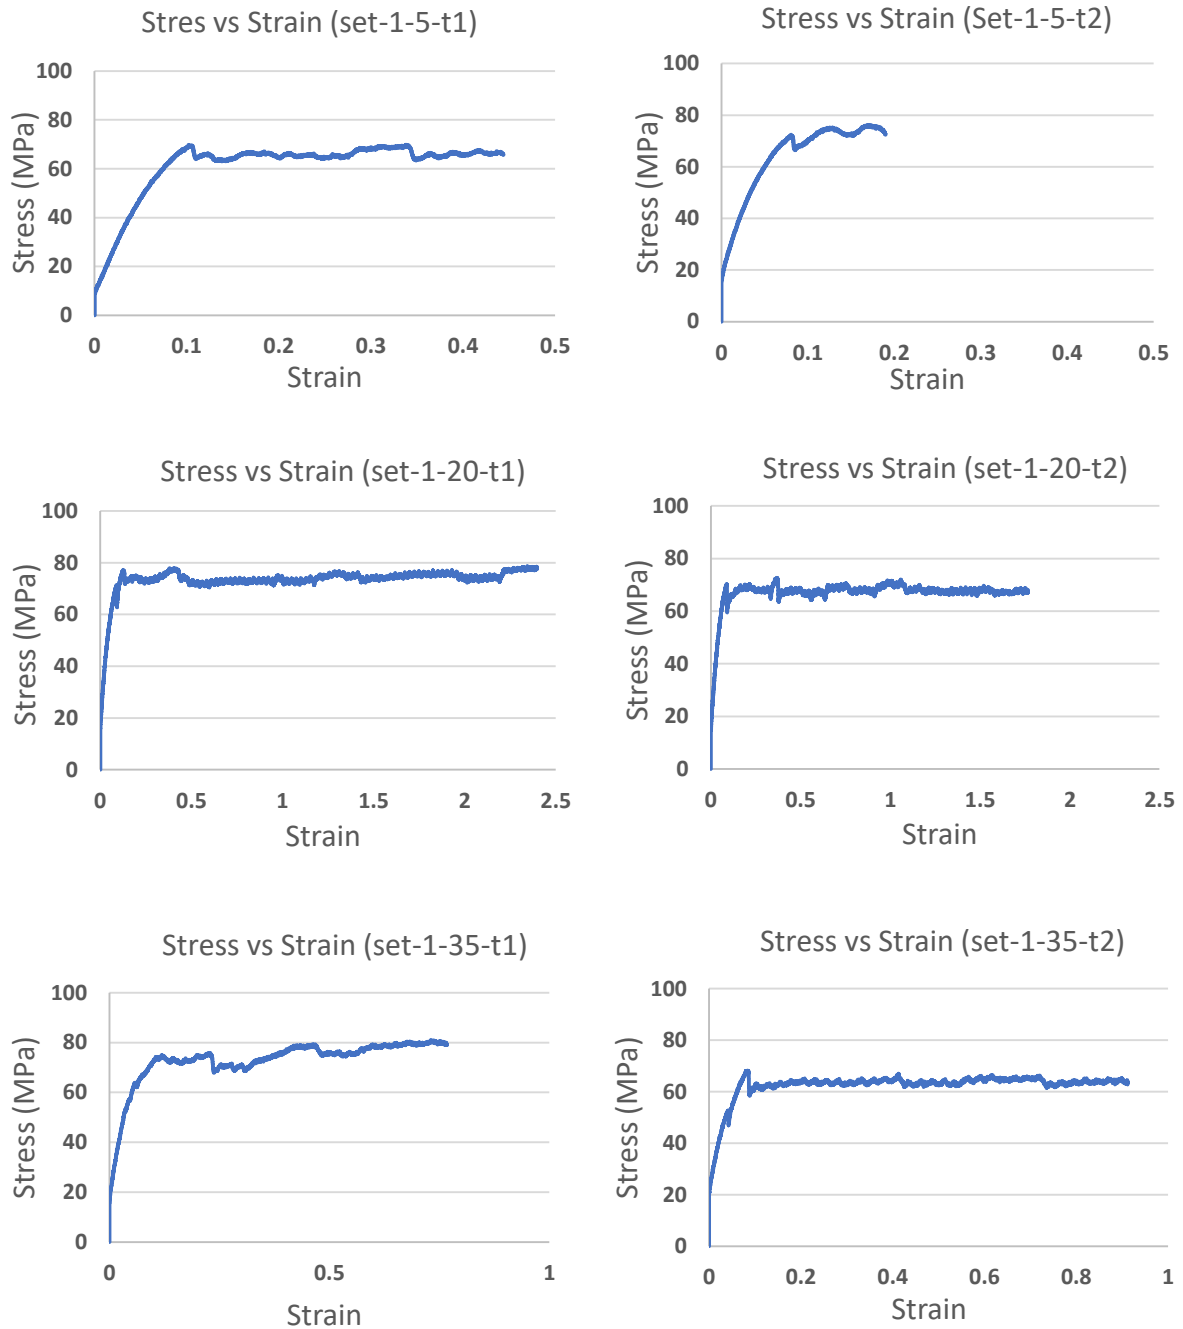 Stres vs Strain (set-1-5-t1)
Stress (MPa)
100
80
60
40
20
0
0 0.1 0.2 0.3 0.4 0.5
Strain
Stress vs Strain (Set-1-5-t2)
Stress (MPa)
100
80
60
40
20
0
0 0.1 0.2 0.3 0.4 0.5
Strain
Stress vs Strain (set-1-20-t1)
Stress (MPa)
100
80
60
40
20
0
0 0.5 1 1.5 2 2.5
Strain
Stress vs Strain (set-1-20-t2)
Stress (MPa)
100
80
60
40
20
0
0 0.5 1 1.5 2 2.5
Strain
Stress vs Strain (set-1-35-t1)
Stress (MPa)
100
80
60
40
20
0
0 0.5 1
Strain
Stress vs Strain (set-1-35-t2)
Stress (MPa)
100
80
60
40
20
0
0 0.2 0.4 0.6 0.8 1
Strain